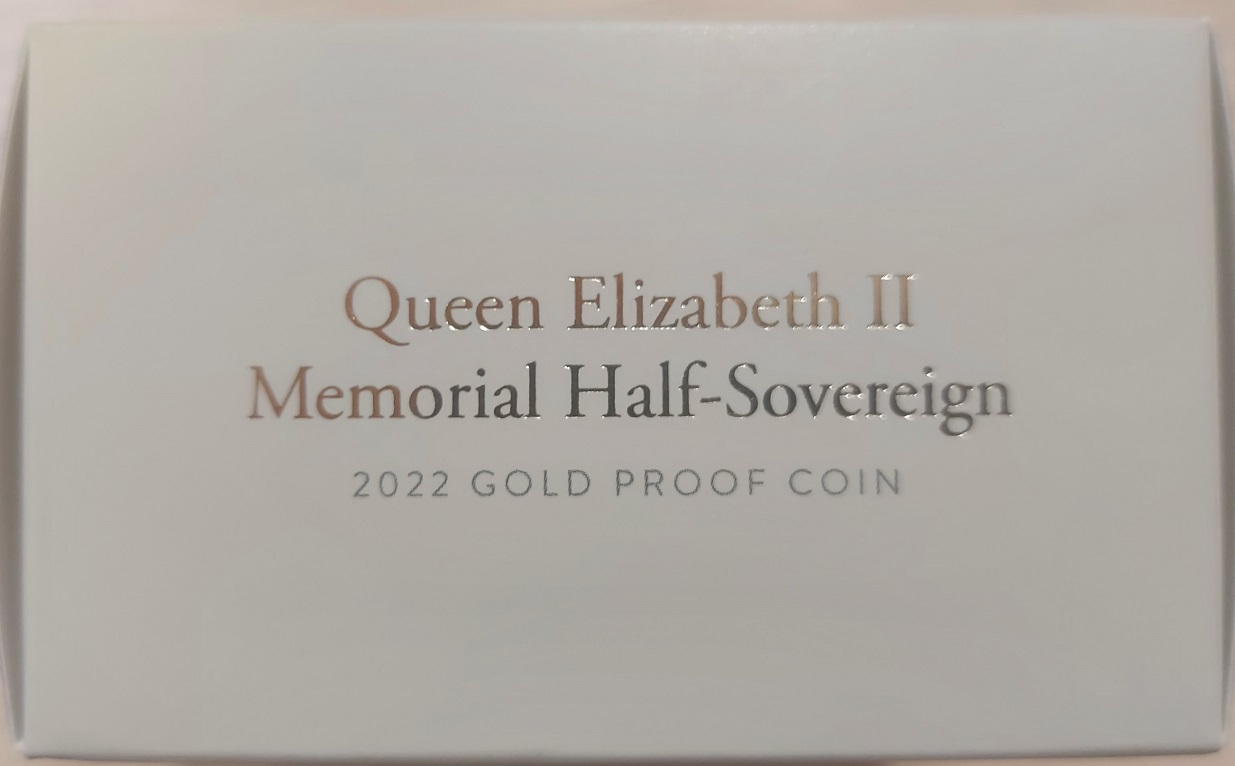 Queen Elizabeth II
Memorial Half-Sovereign
2022 GOLD PROOF COIN